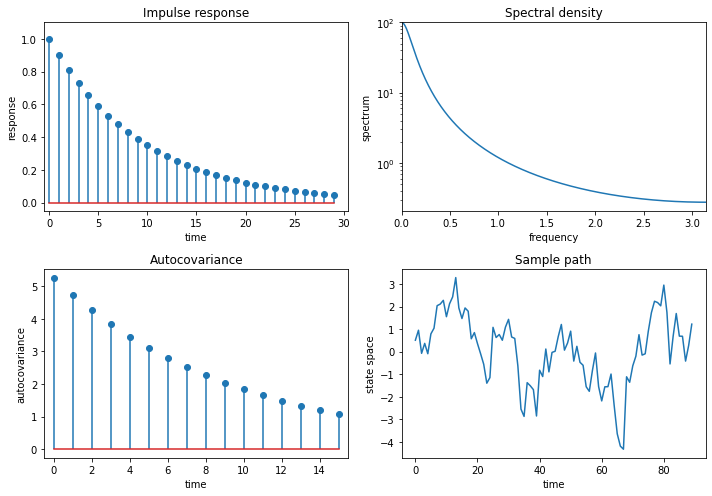 Impulse response
response
1.0
0.8
0.6
0.4
0.2
0.0
0 5 10 15 20 25 30
time
Spectral density
spectrum
10²
10¹
10⁰
0.0 0.5 1.0 1.5 2.0 2.5 3.0
frequency
Autocovariance
autocovariance
5
4
3
2
1
0
0 2 4 6 8 10 12 14
time
Sample path
state space
3
2
1
0
−1
−2
−3
−4
0 20 40 60 80
time